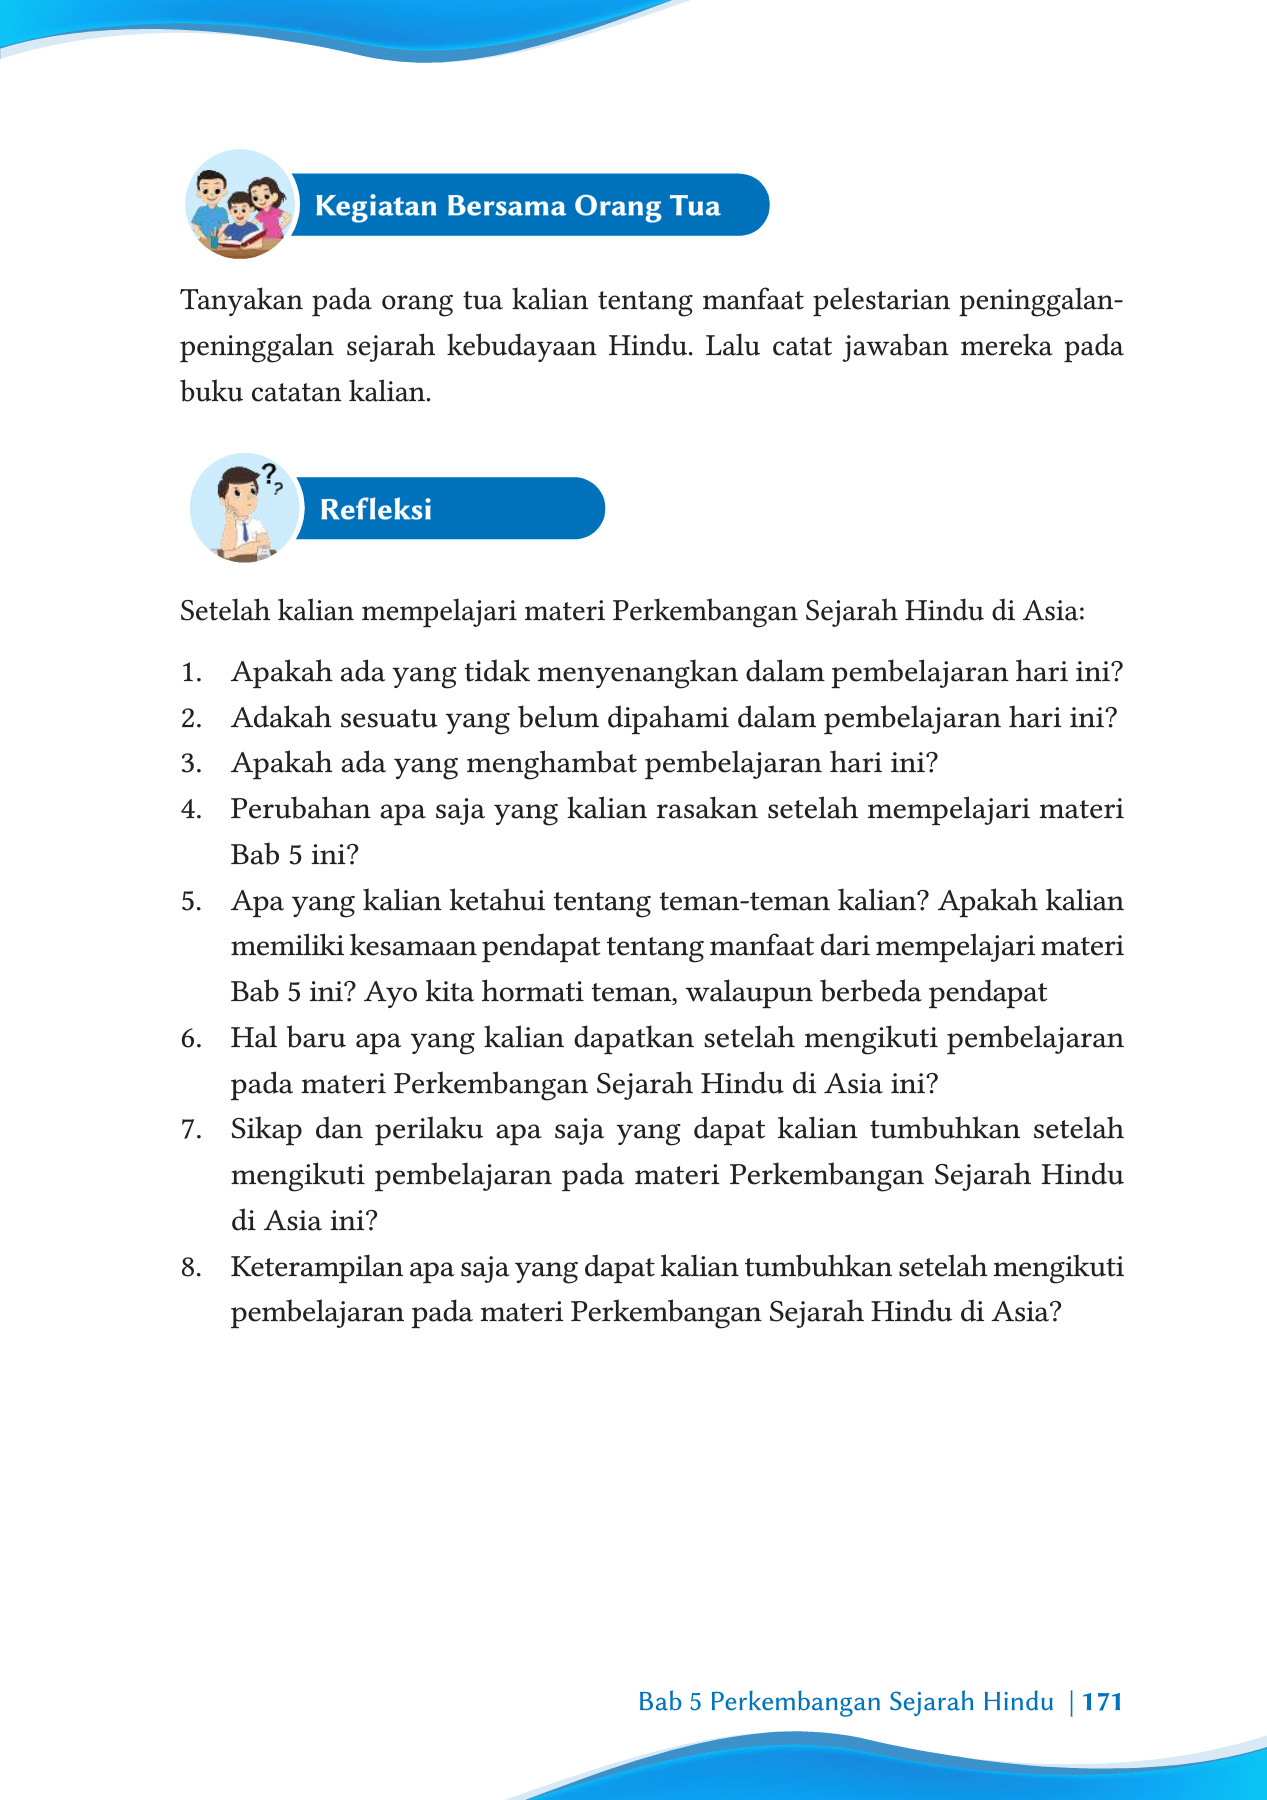 Kegiatan Bersama Orang Tua
Tanyakan pada orang tua kalian tentang manfaat pelestarian peninggalan-
peninggalan sejarah kebudayaan Hindu. Lalu catat jawaban mereka pada
buku catatan kalian.
? ?
Refleksi
Setelah kalian mempelajari materi Perkembangan Sejarah Hindu di Asia:
1. Apakah ada yang tidak menyenangkan dalam pembelajaran hari ini?
2. Adakah sesuatu yang belum dipahami dalam pembelajaran hari ini?
3. Apakah ada yang menghambat pembelajaran hari ini?
4. Perubahan apa saja yang kalian rasakan setelah mempelajari materi
Bab 5 ini?
5. Apa yang kalian ketahui tentang teman-teman kalian? Apakah kalian
memiliki kesamaan pendapat tentang manfaat dari mempelajari materi
Bab 5 ini? Ayo kita hormati teman, walaupun berbeda pendapat
6. Hal baru apa yang kalian dapatkan setelah mengikuti pembelajaran
pada materi Perkembangan Sejarah Hindu di Asia ini?
7. Sikap dan perilaku apa saja yang dapat kalian tumbuhkan setelah
mengikuti pembelajaran pada materi Perkembangan Sejarah Hindu
di Asia ini?
8. Keterampilan apa saja yang dapat kalian tumbuhkan setelah mengikuti
pembelajaran pada materi Perkembangan Sejarah Hindu di Asia?
Bab 5 Perkembangan Sejarah Hindu | 171